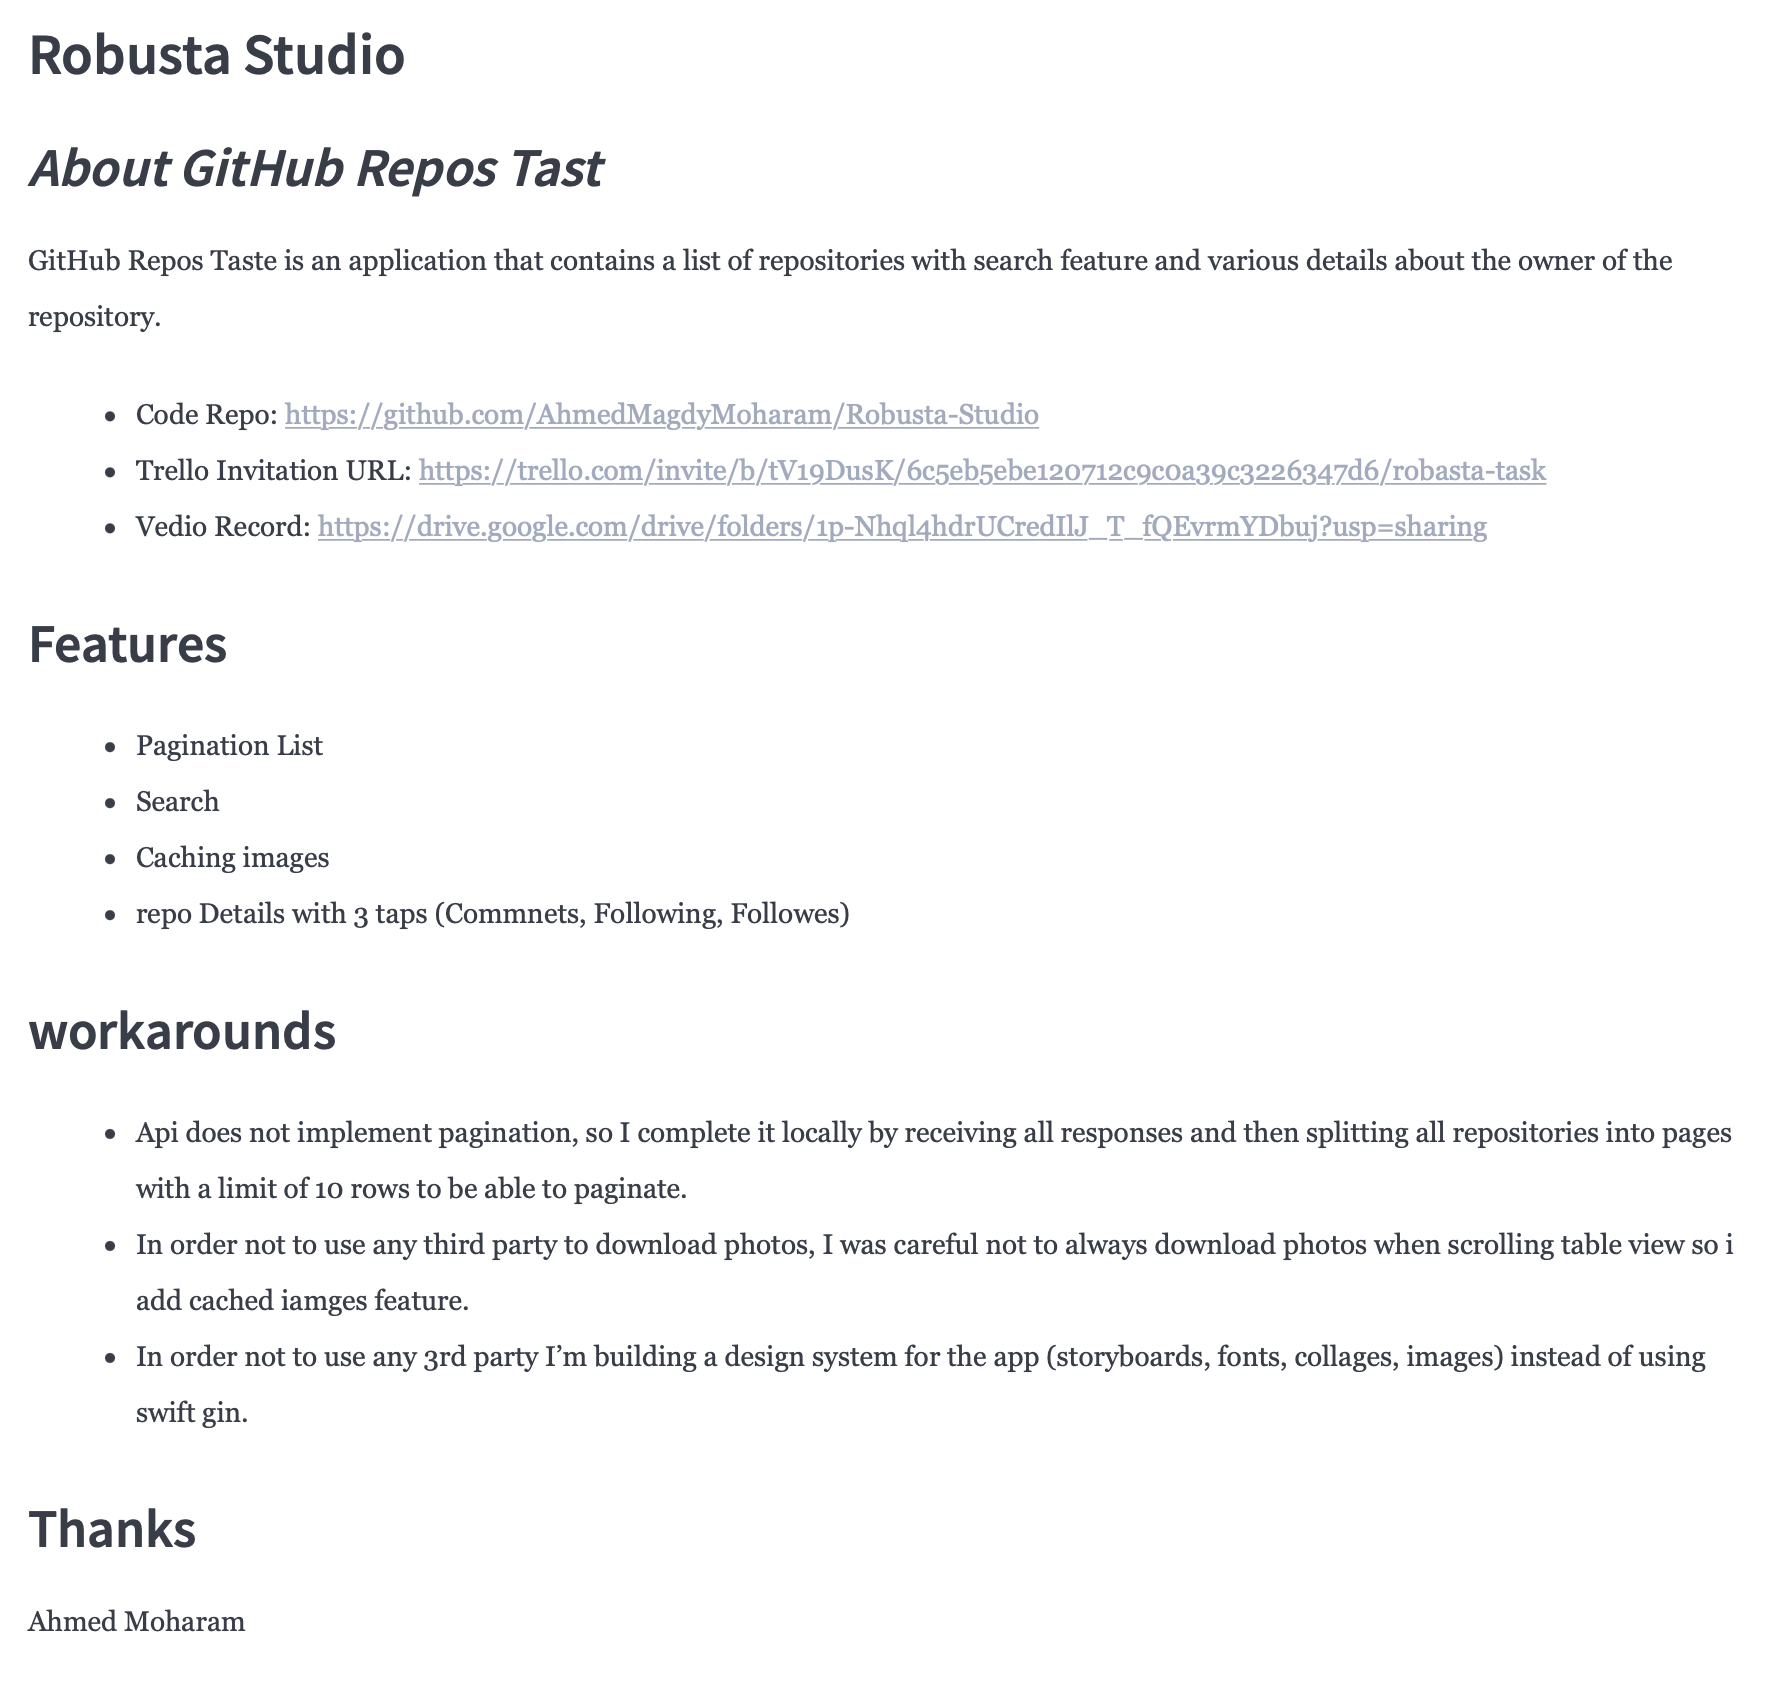 Robusta Studio
About GitHub Repos Tast
GitHub Repos Taste is an application that contains a list of repositories with search feature and various details about the owner of the
repository.
• Code Repo: https://github.com/AhmedMagdyMoharam/Robusta-Studio
• Trello Invitation URL: https://trello.com/invite/b/tV19DusK/6c5eb5ebe120712c9c0a39c3226347d6/robasta-task
• Vedio Record: https://drive.google.com/drive/folders/1p-Nhql4hdrUCredIlJ_T_fQEvrmYDbuj?usp=sharing
Features
• Pagination List
• Search
• Caching images
• repo Details with 3 taps (Commnets, Following, Followes)
workarounds
• Api does not implement pagination, so I complete it locally by receiving all responses and then splitting all repositories into pages
with a limit of 10 rows to be able to paginate.
• In order not to use any third party to download photos, I was careful not to always download photos when scrolling table view so i
add cached iamges feature.
• In order not to use any 3rd party I’m building a design system for the app (storyboards, fonts, collages, images) instead of using
swift gin.
Thanks
Ahmed Moharam